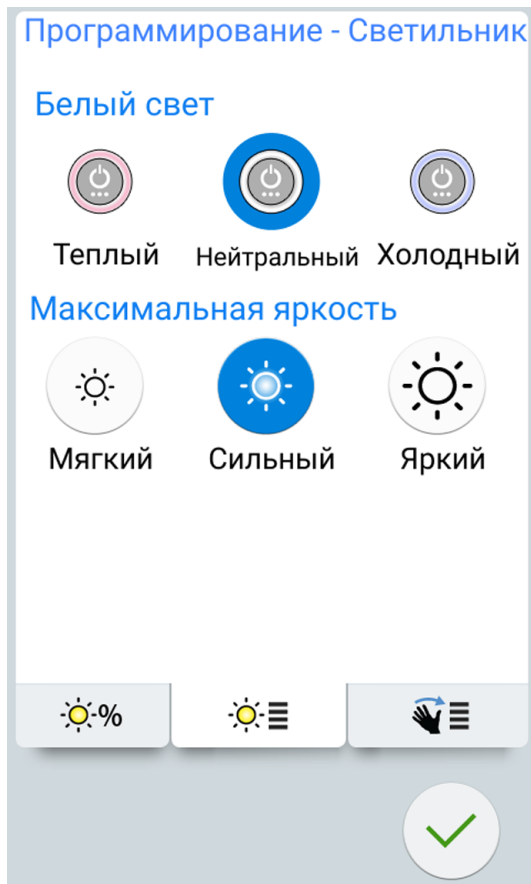 Программирование - Светильник
Белый свет
Теплый Нейтральный Холодный
Максимальная яркость
Мягкий Сильный Яркий
%